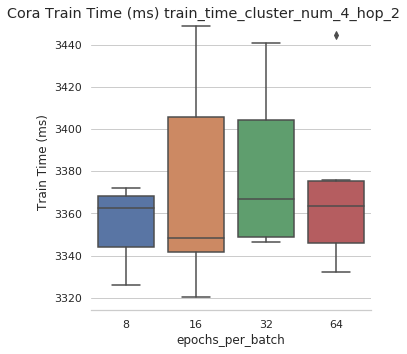 Cora Train Time (ms) train_time_cluster_num_4_hop_2
3440
3420
3400
3380
3360
3340
3320
Train Time (ms)
8 16 32 64
epochs_per_batch